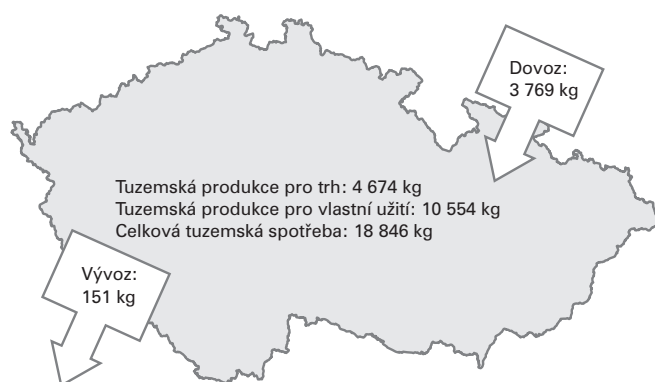 Dovoz:
3 769 kg
Tuzemská produkce pro trh: 4 674 kg
Tuzemská produkce pro vlastní užití: 10 554 kg
Celková tuzemská spotřeba: 18 846 kg
Vývoz:
151 kg